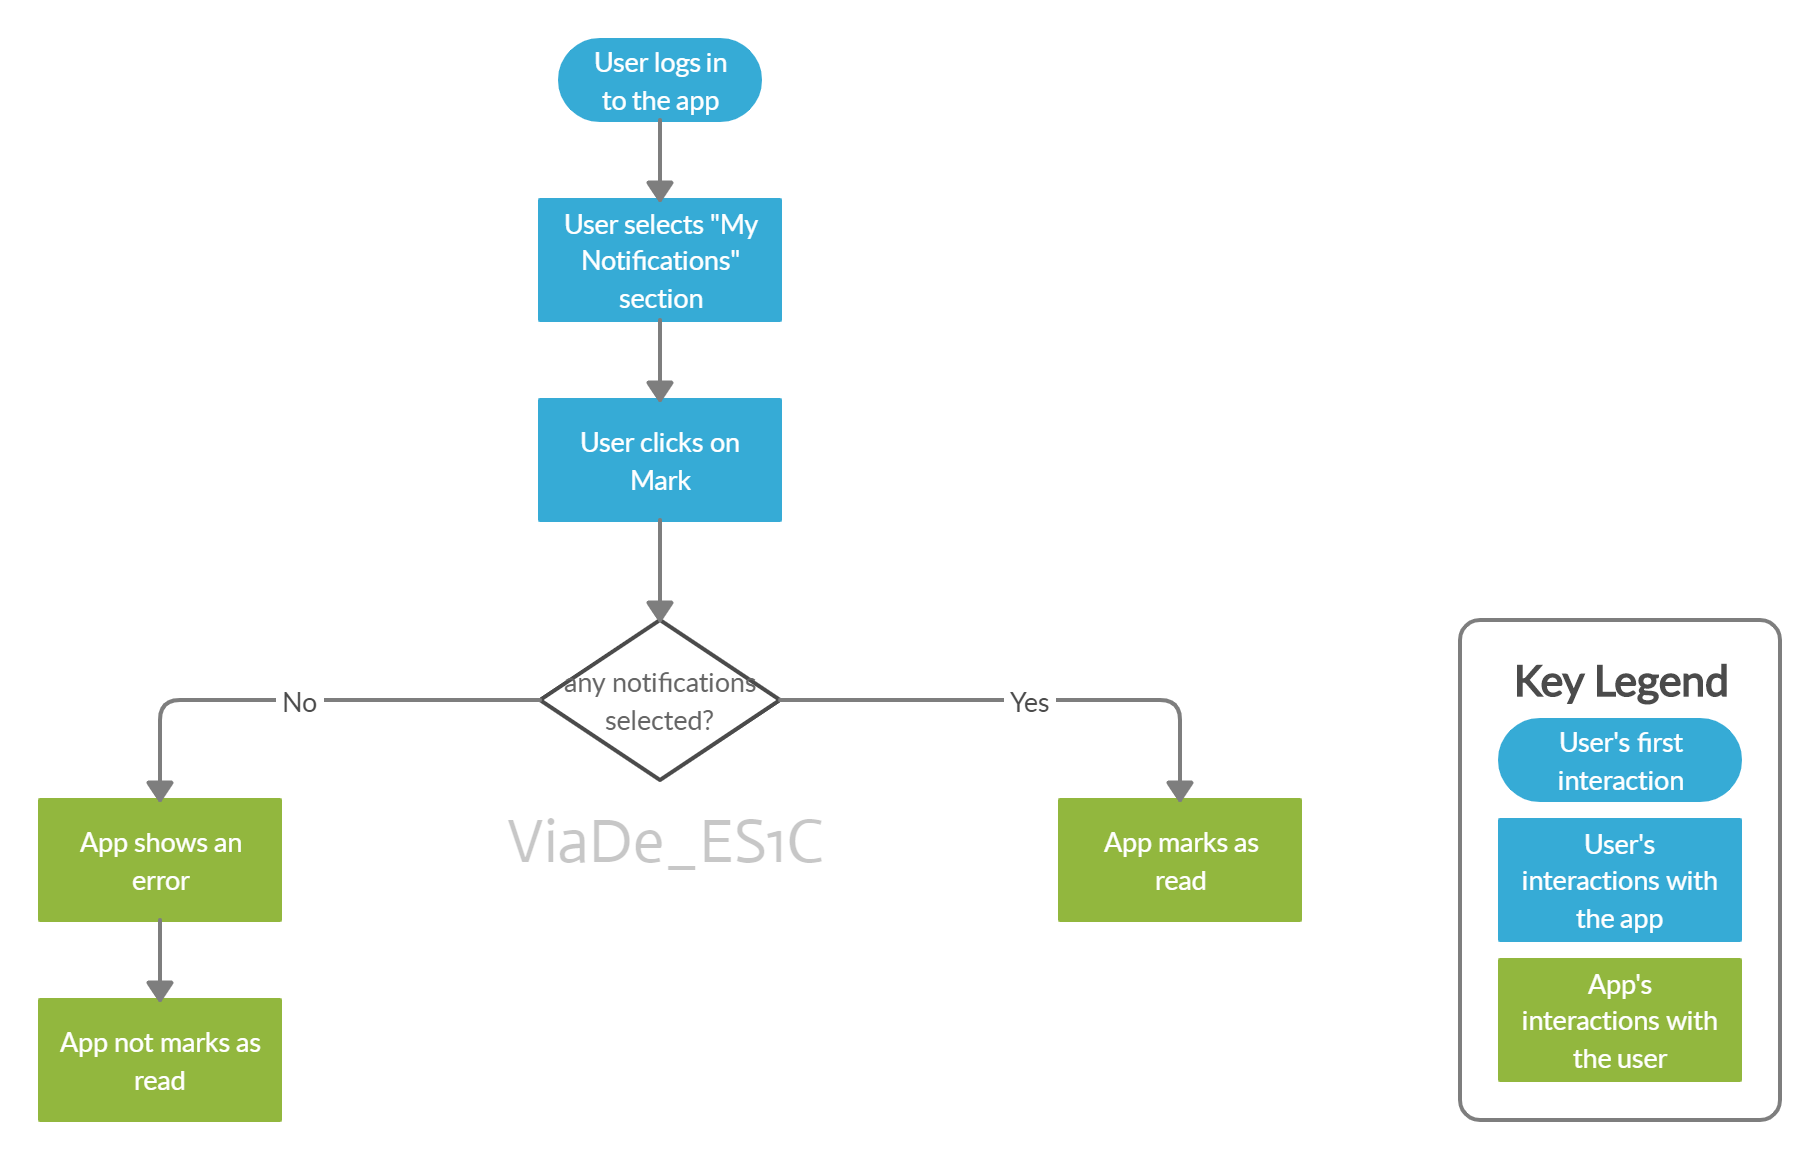 User logs in
to the app
User selects "My
Notifications"
section
User clicks on
Mark
any notifications
selected?
No
Yes
App shows an
error
App marks as
read
App not marks as
read
ViaDe_ES1C
Key Legend
User's first
interaction
User's
interactions with
the app
App's
interactions with
the user